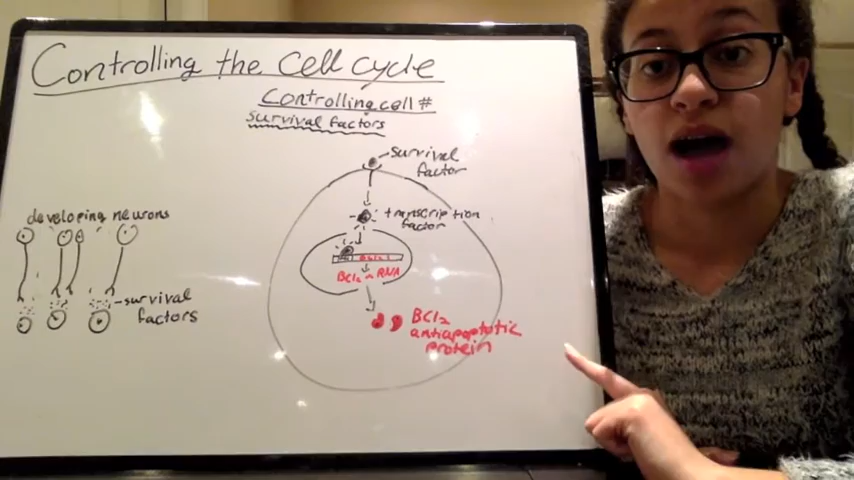 Controlling the cell cycle
Controlling cell #
survival factors
survival
factor
transcription
factor
BCl2 mRNA
BCl2
antiapoptotic
protein
developing neurons
survival
factors